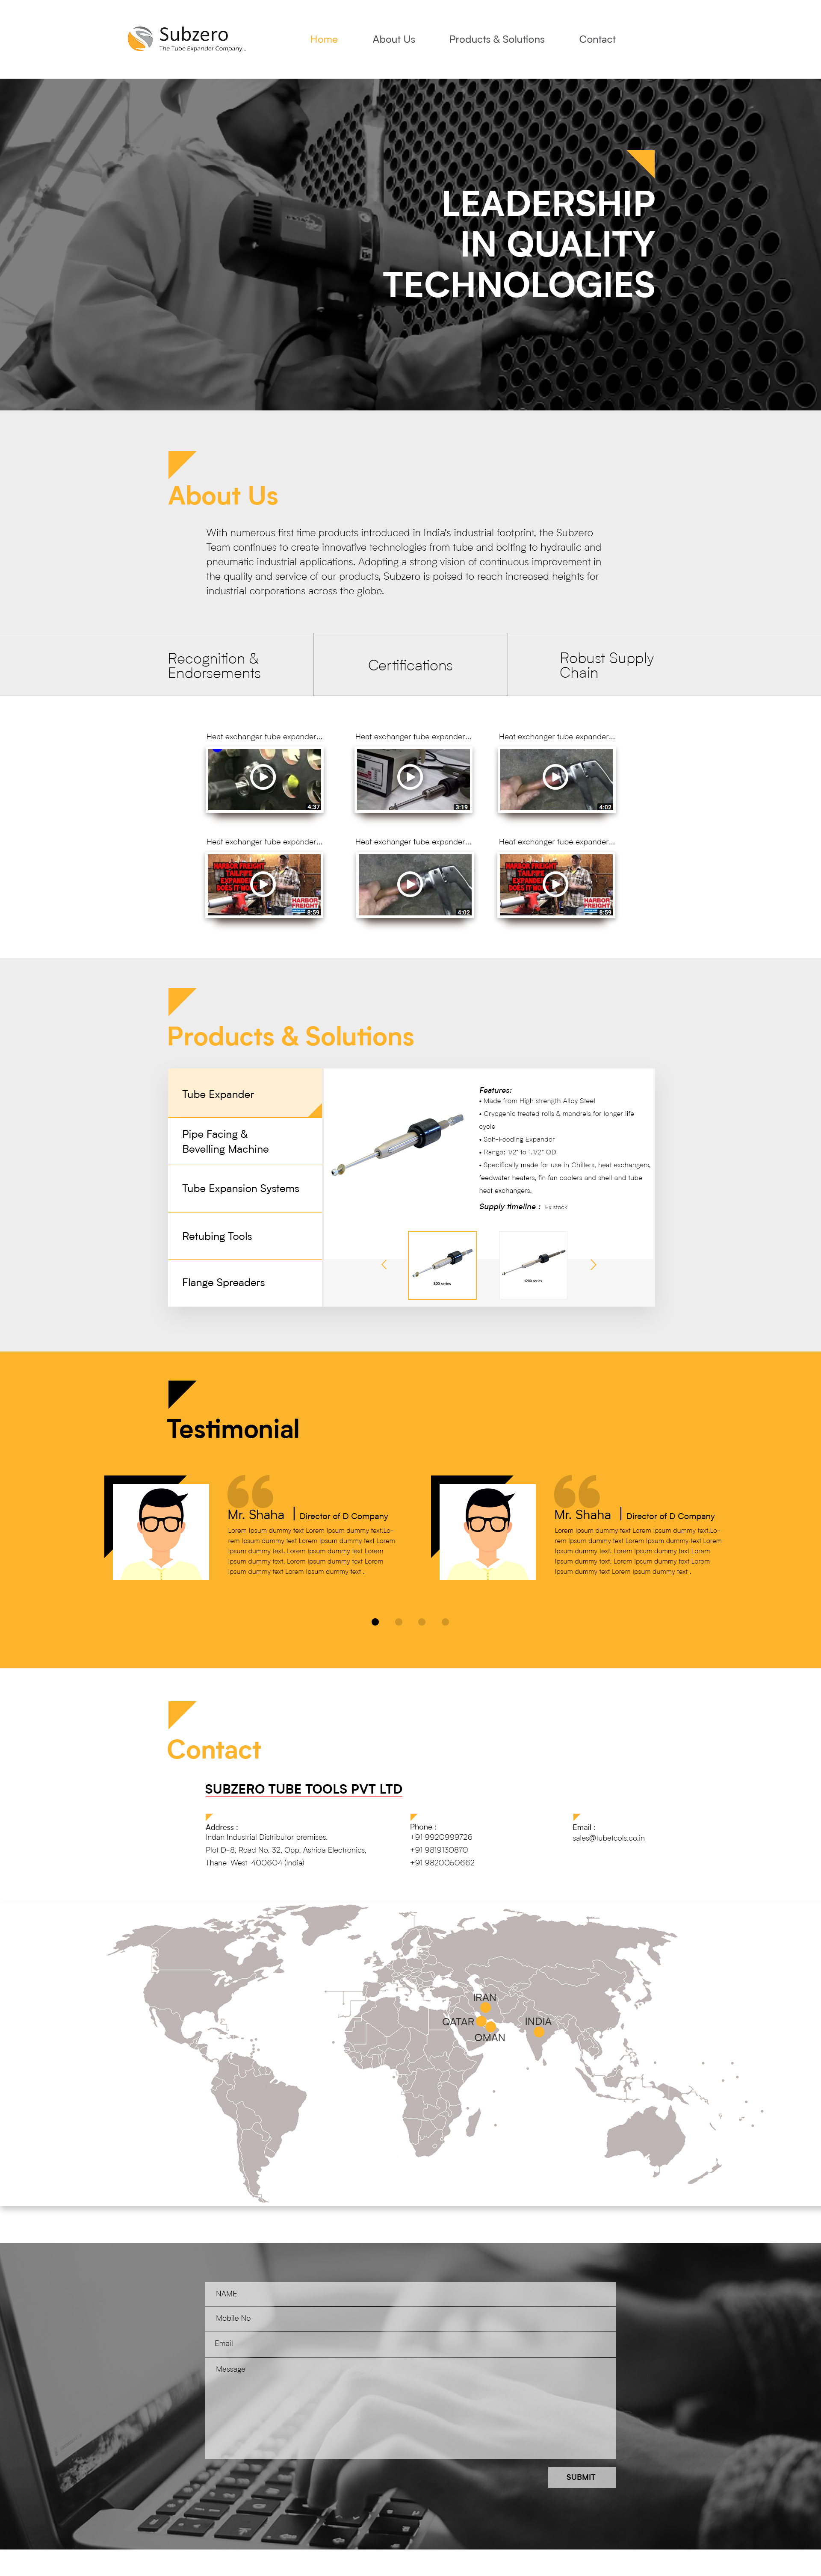 Subzero
The Tube Expander Company...
Home
About Us
Products & Solutions
Contact
LEADERSHIP
IN QUALITY
TECHNOLOGIES
About Us
With numerous first time products introduced in India's industrial footprint, the Subzero
Team continues to create innovative technologies from tube and bolting to hydraulic and
pneumatic industrial applications. Adopting a strong vision of continuous improvement in
the quality and service of our products, Subzero is poised to reach increased heights for
industrial corporations across the globe.
Recognition &
Endorsements
Certifications
Robust Supply
Chain
Heat exchanger tube expander...
Heat exchanger tube expander...
Heat exchanger tube expander...
4:37
3:19
4:02
Heat exchanger tube expander...
Heat exchanger tube expander...
Heat exchanger tube expander...
HARBOR FREIGHT
TAILPIPE
EXPANDER
DOES IT WO
HARBOR
FREIGHT
8:59
4:02
HARBOR FREIGHT
TAILPIPE
EXPANDER
DOES IT WO
HARBOR
FREIGHT
8:59
Products & Solutions
Tube Expander
Pipe Facing &
Bevelling Machine
Tube Expansion Systems
Retubing Tools
Flange Spreaders
Features:
• Made from High strength Alloy Steel
• Cryogenic treated rolls & mandrels for longer life
cycle
• Self-Feeding Expander
• Range: 1/2" to 1.1/2" OD
• Specifically made for use in Chillers, heat exchangers,
feedwater heaters, fin fan coolers and shell and tube
heat exchangers.
Supply timeline : Ex stock
800 series
1200 series
Testimonial
Mr. Shaha | Director of D Company
Lorem Ipsum dummy text Lorem Ipsum dummy text.Lo-
rem Ipsum dummy text Lorem Ipsum dummy text Lorem
Ipsum dummy text. Lorem Ipsum dummy text Lorem
Ipsum dummy text. Lorem Ipsum dummy text Lorem
Ipsum dummy text Lorem Ipsum dummy text .
Mr. Shaha | Director of D Company
Lorem Ipsum dummy text Lorem Ipsum dummy text.Lo-
rem Ipsum dummy text Lorem Ipsum dummy text Lorem
Ipsum dummy text. Lorem Ipsum dummy text Lorem
Ipsum dummy text. Lorem Ipsum dummy text Lorem
Ipsum dummy text Lorem Ipsum dummy text .
Contact
SUBZERO TUBE TOOLS PVT LTD
Address :
Indan Industrial Distributor premises.
Plot D-8, Road No. 32, Opp. Ashida Electronics,
Thane-West-400604 (India)
Phone :
+91 9920999726
+91 9819130870
+91 9820050662
Email :
sales@tubetcols.co.in
IRAN
QATAR
OMAN
INDIA
NAME
Mobile No
Email
Message
SUBMIT